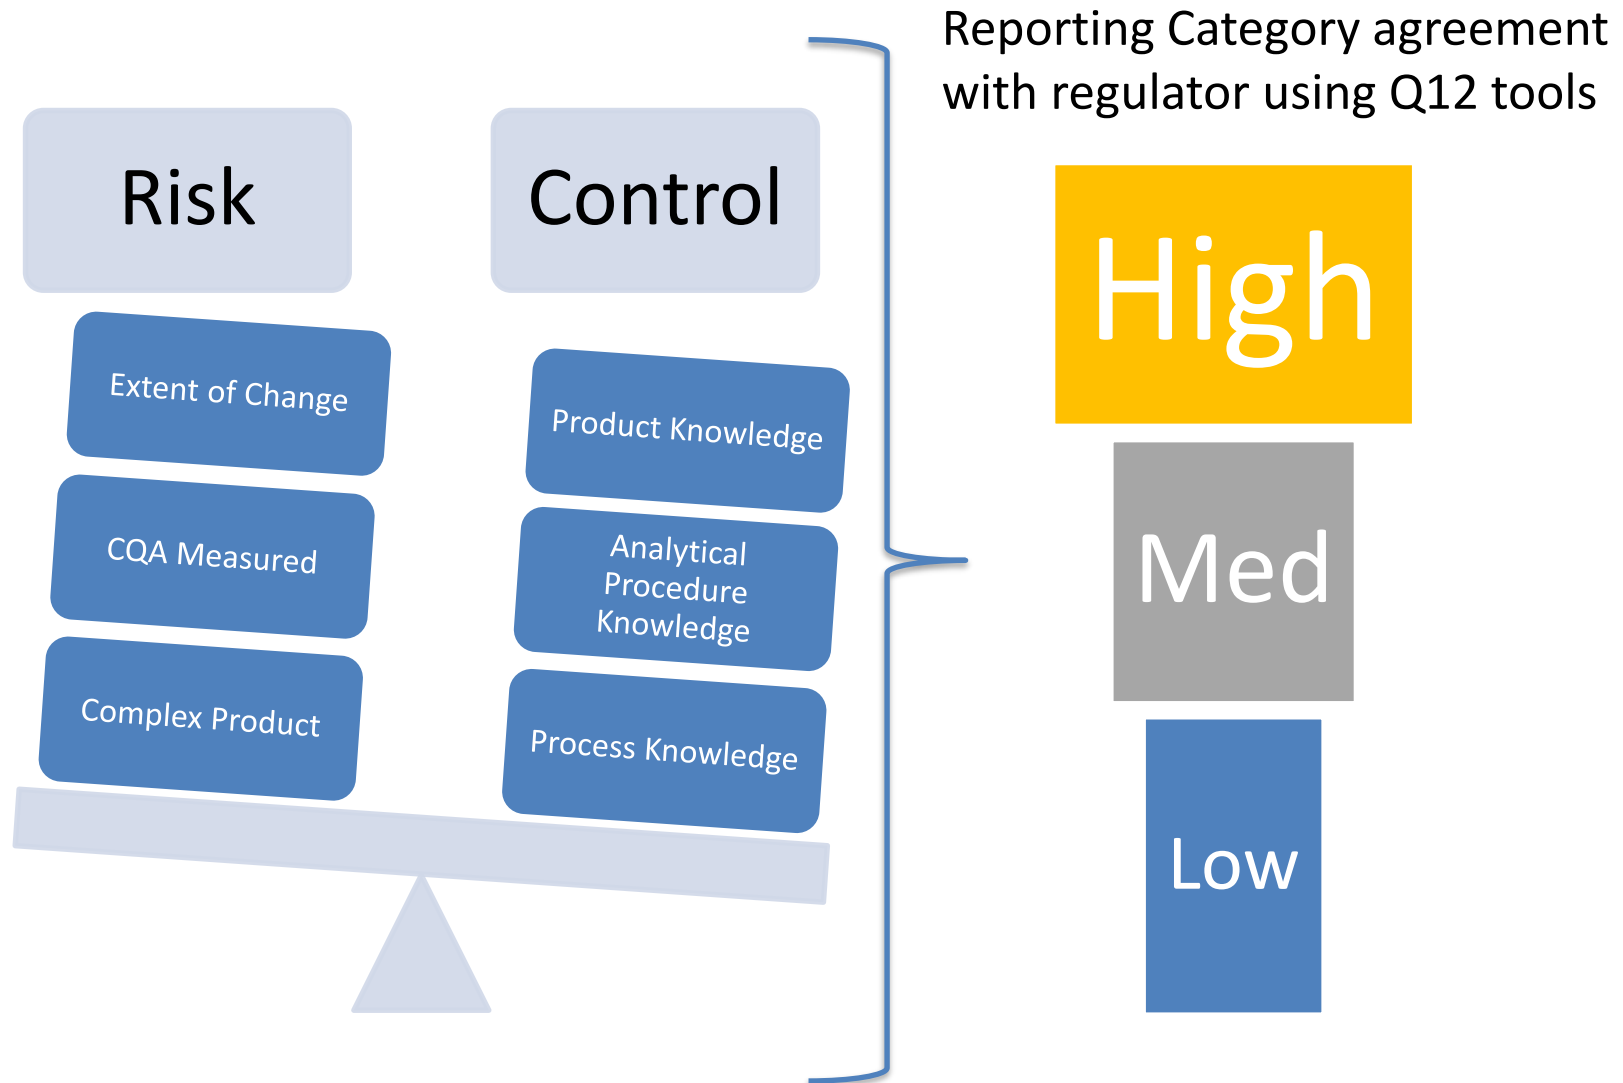 Reporting Category agreement
with regulator using Q12 tools
Risk
Control
Extent of Change
CQA Measured
Complex Product
Product Knowledge
Analytical
Procedure
Knowledge
Process Knowledge
High
Med
Low